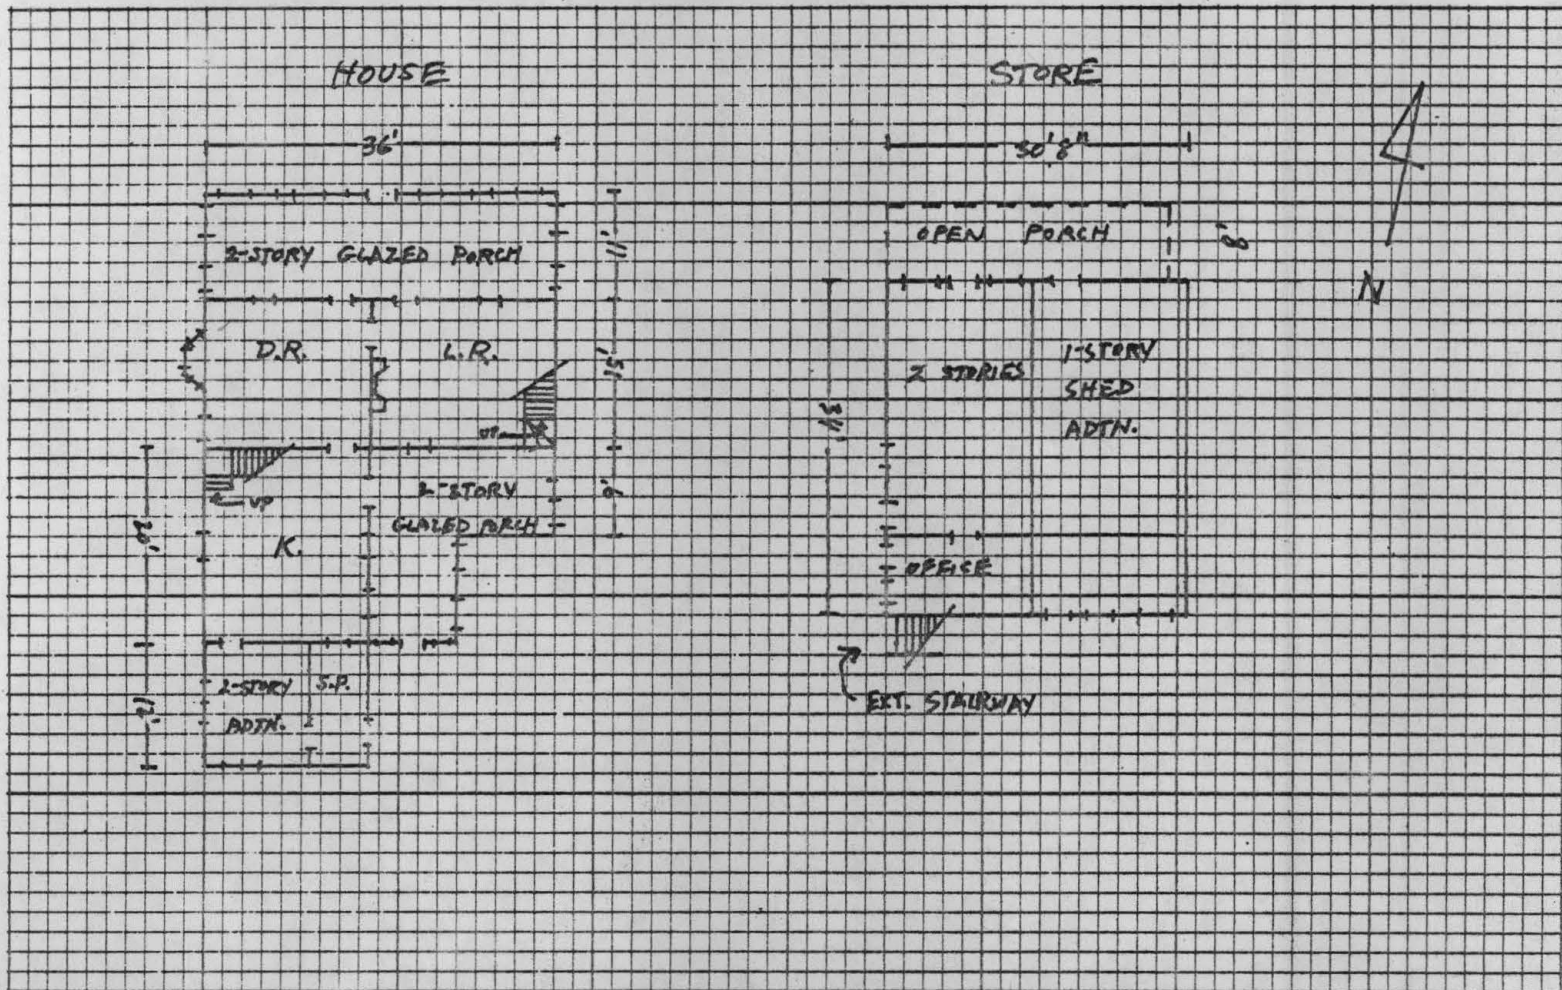 HOUSE
36'
2-STORY GLAZED PORCH
11'
D.R.
L.R.
15'
UP
UP
2-STORY
GLAZED PORCH
9'
20'
K.
2-STORY
ADTN.
S.P.
12'
STORE
30'8"
OPEN PORCH
8'
2 STORIES
1-STORY
SHED
ADTN.
34'
OFFICE
EXT. STAIRWAY
N